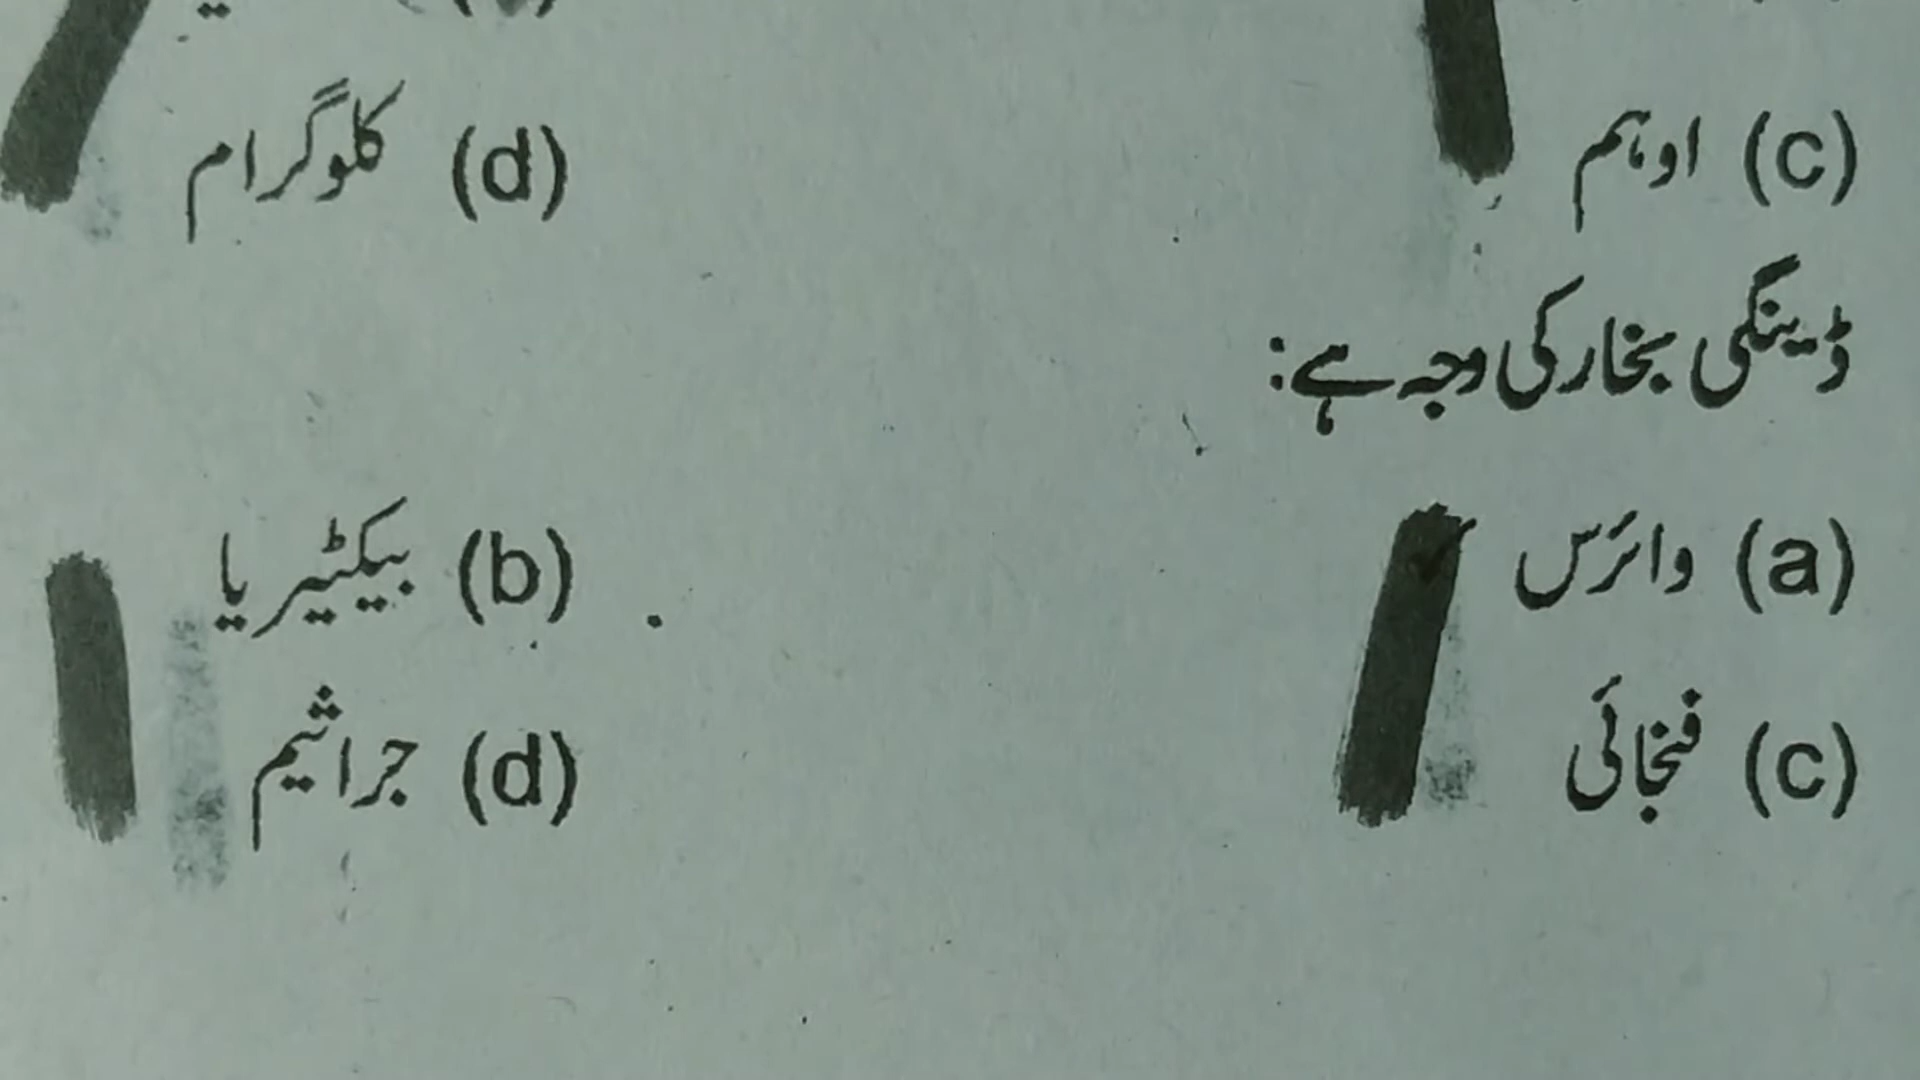 (c) اوہم (d) کلوگرام
ڈینگی بخار کی وجہ ہے:
(a) وائرس (b) بیکٹیریا
(c) فنجائی (d) جراثیم